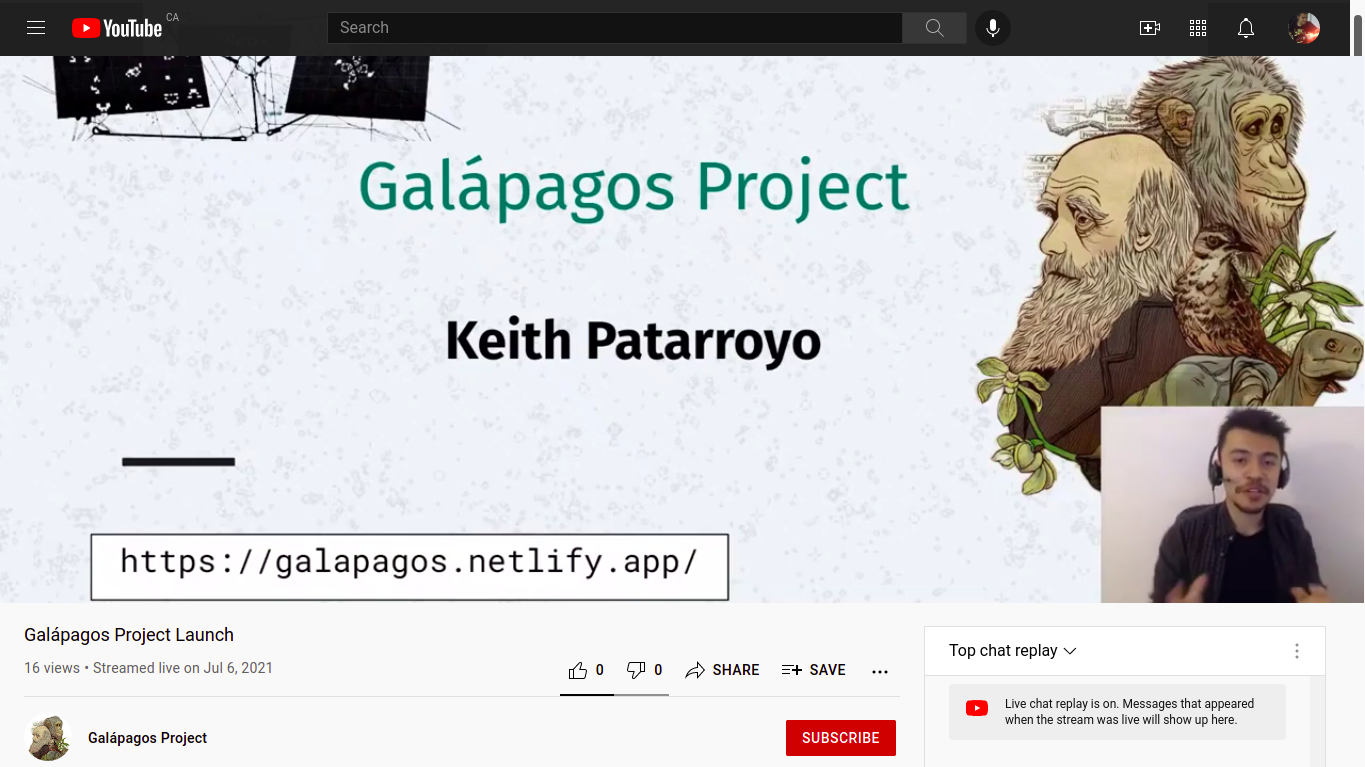 YouTube CA
Search
Galápagos Project
Keith Patarroyo
https://galapagos.netlify.app/
Galápagos Project Launch
16 views • Streamed live on Jul 6, 2021
0 0 SHARE SAVE
Galápagos Project
SUBSCRIBE
Top chat replay
Live chat replay is on. Messages that appeared
when the stream was live will show up here.